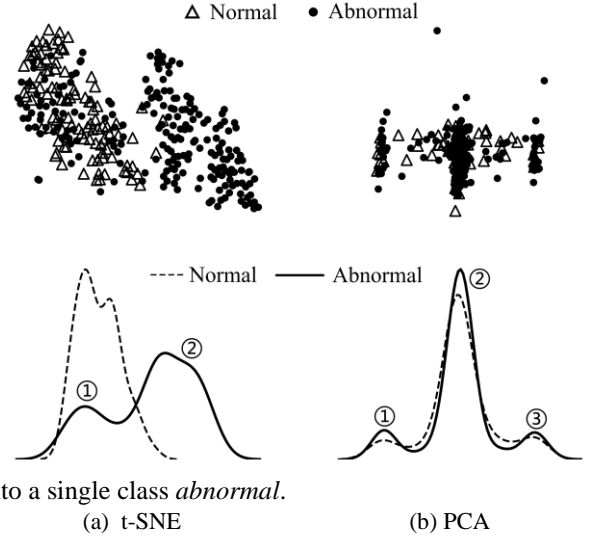 △ Normal ● Abnormal
Normal Abnormal
① ② ① ② ③
to a single class abnormal.
(a) t-SNE (b) PCA